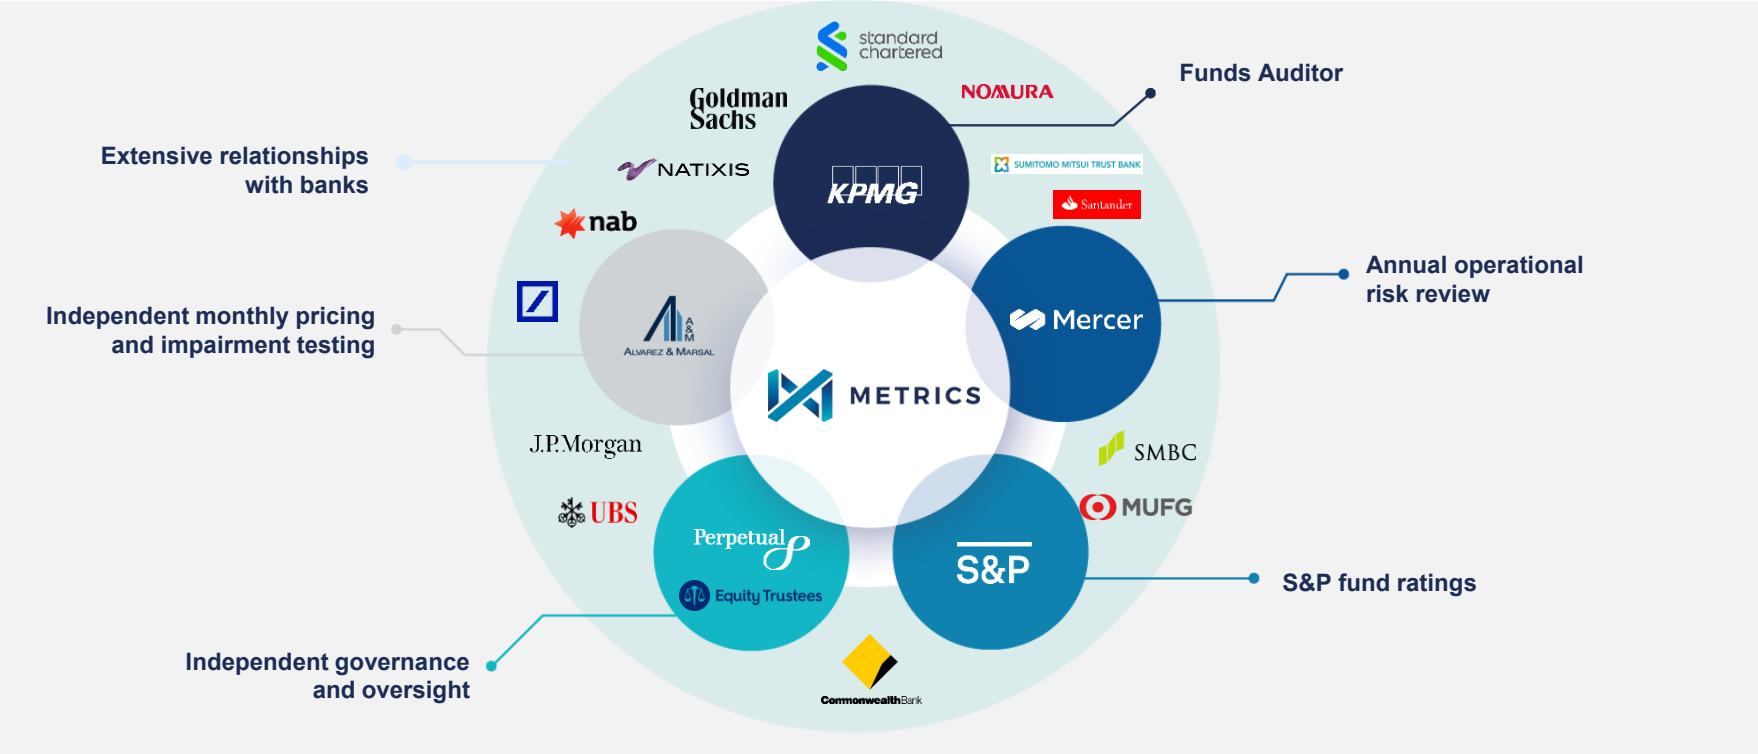 standard
chartered
Funds Auditor
Goldman
Sachs
NOMURA
Extensive relationships
with banks
NATIXIS
SUMITOMO MITSUI TRUST BANK
KPMG
Santander
nab
Annual operational
risk review
Independent monthly pricing
and impairment testing
A&M
ALVAREZ & MARSAL
Mercer
METRICS
J.P.Morgan
SMBC
UBS
MUFG
Perpetual
S&P
Equity Trustees
S&P fund ratings
Independent governance
and oversight
CommonwealthBank